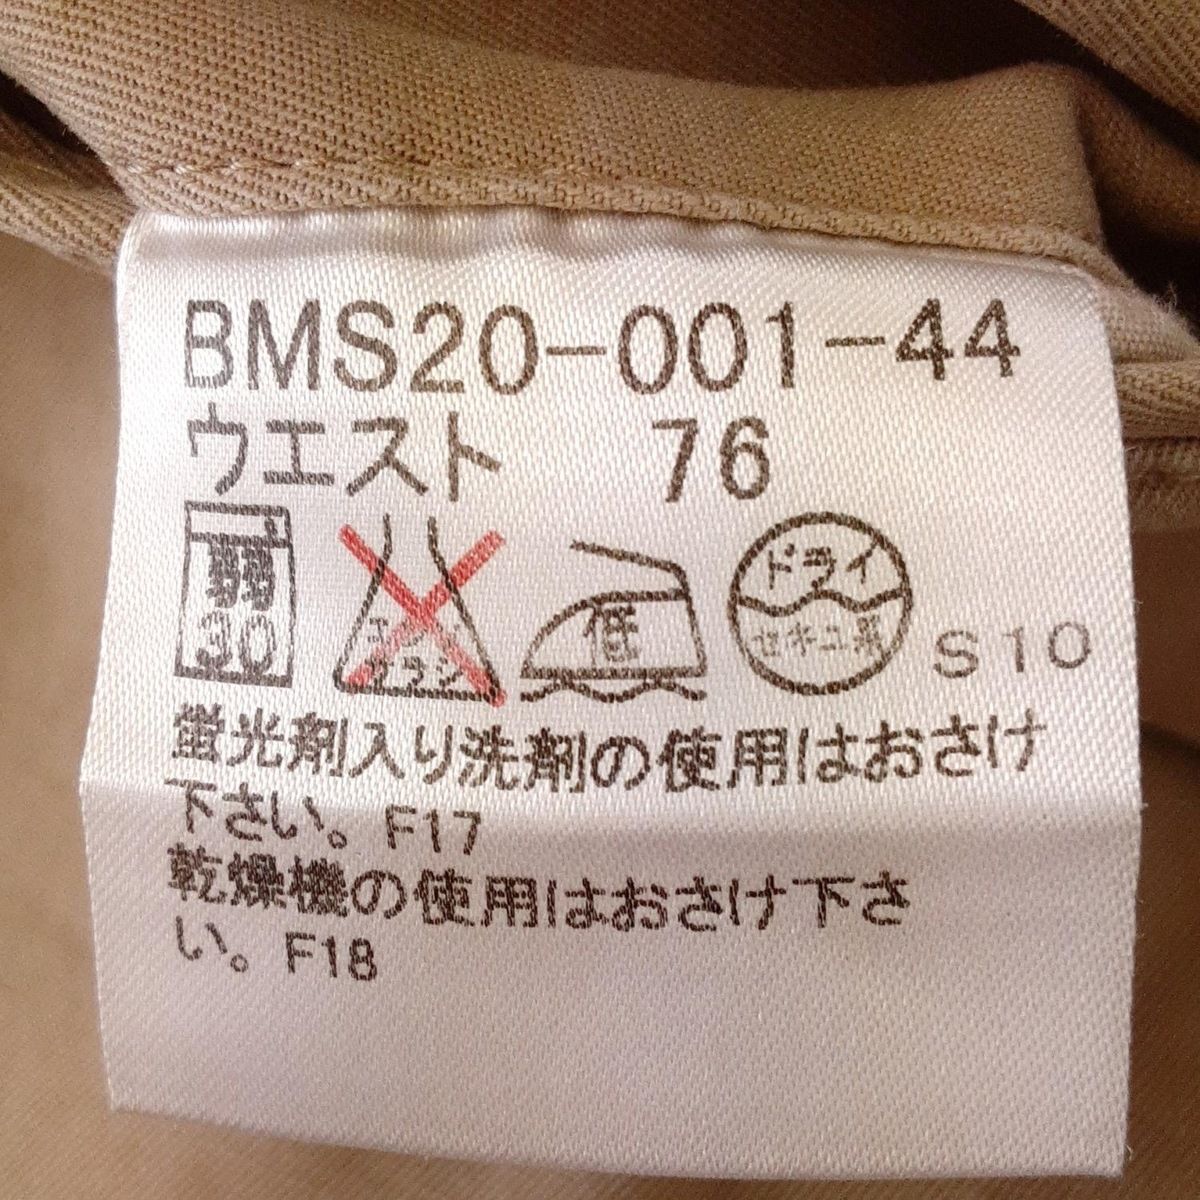 BMS20-001-44
ウエスト 76
弱 30 エンソ サラシ 低 ドライ セキユ系 S10
蛍光剤入り洗剤の使用はおさけ
下さい。F17
乾燥機の使用はおさけ下さ
い。F18